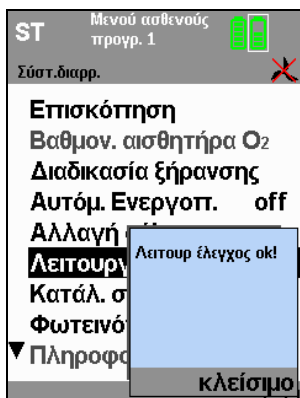 ST
Μενού ασθενούς
προγρ. 1
Σύστ.διαρρ.
Επισκόπηση
Βαθμον. αισθητήρα O₂
Διαδικασία ξήρανσης
Αυτόμ. Ενεργοπ. off
Αλλαγή
Λειτουργ
Λειτουρ έλεγχος ok!
Κατάλ. σ
Φωτεινό
Πληροφο
κλείσιμο